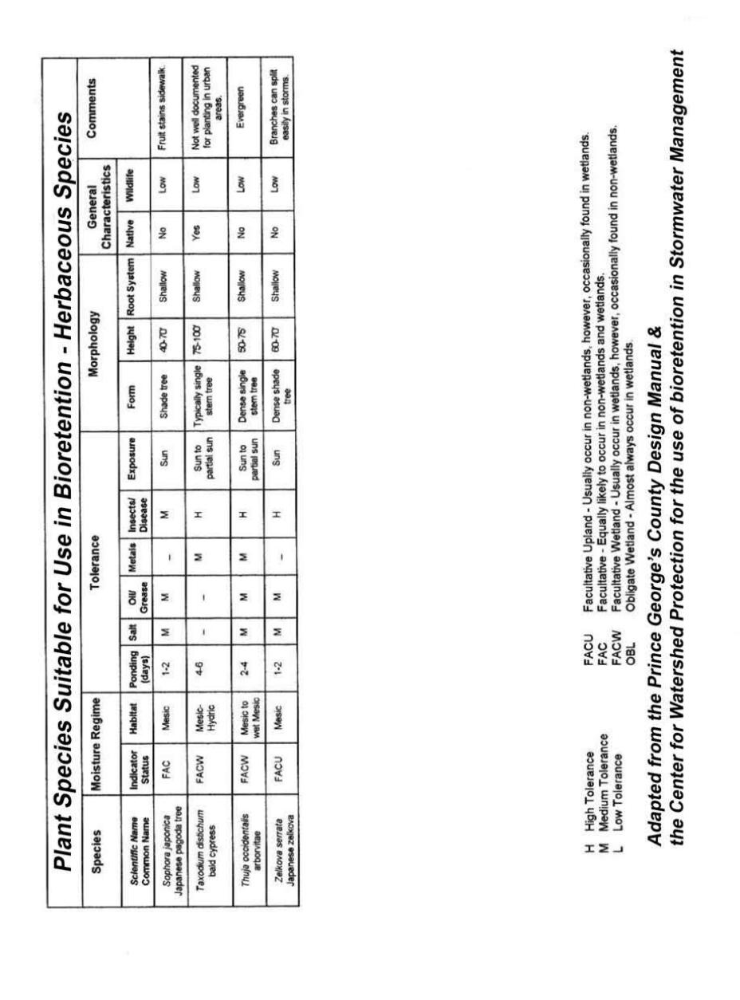 Plant Species Suitable for Use in Bioretention - Herbaceous Species
Species Moisture Regime Tolerance Morphology General Characteristics Comments
Scientific Name Common Name Indicator Status Habitat Ponding (days) Salt Oil/ Grease Metals Insects/ Disease Exposure Form Height Root System Native Wildlife
Sophora japonica Japanese pagoda tree FAC Mesic 1-2 M M – M Sun Shade tree 40-70' Shallow No Low Fruit stains sidewalk.
Taxodium distichum bald cypress FACW Mesic-Hydric 4-6 – – M H Sun to partial sun Typically single stem tree 75-100' Shallow Yes Low Not well documented for planting in urban areas.
Thuja occidentalis arborvitae FACW Mesic to wet Mesic 2-4 M M M H Sun to partial sun Dense single stem tree 50-75' Shallow No Low Evergreen
Zelkova serrata Japanese zelkova FACU Mesic 1-2 M M – H Sun Dense shade tree 60-70' Shallow No Low Branches can split easily in storms.
H High Tolerance
M Medium Tolerance
L Low Tolerance
FACU Facultative Upland - Usually occur in non-wetlands, however, occasionally found in wetlands.
FAC Facultative - Equally likely to occur in non-wetlands and wetlands.
FACW Facultative Wetland - Usually occur in wetlands, however, occasionally found in non-wetlands.
OBL Obligate Wetland - Almost always occur in wetlands.
Adapted from the Prince George's County Design Manual &
the Center for Watershed Protection for the use of bioretention in Stormwater Management